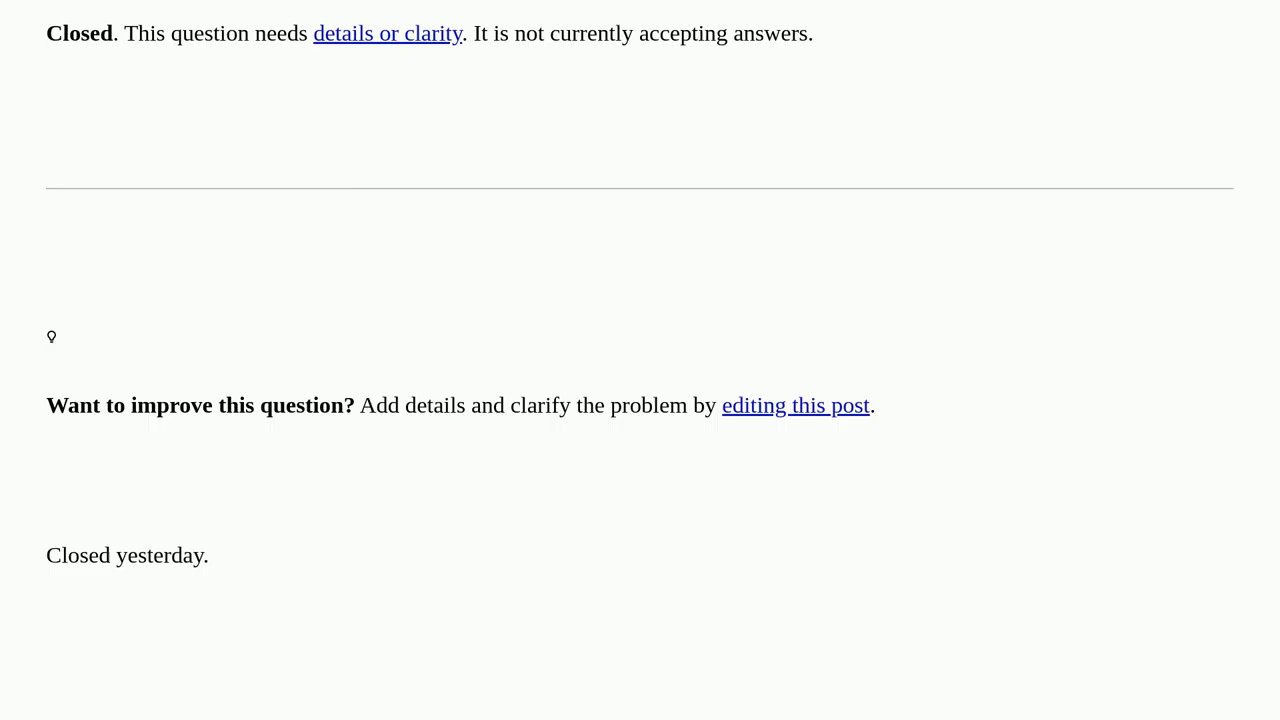 Closed. This question needs details or clarity. It is not currently accepting answers.
Want to improve this question? Add details and clarify the problem by editing this post.
Closed yesterday.